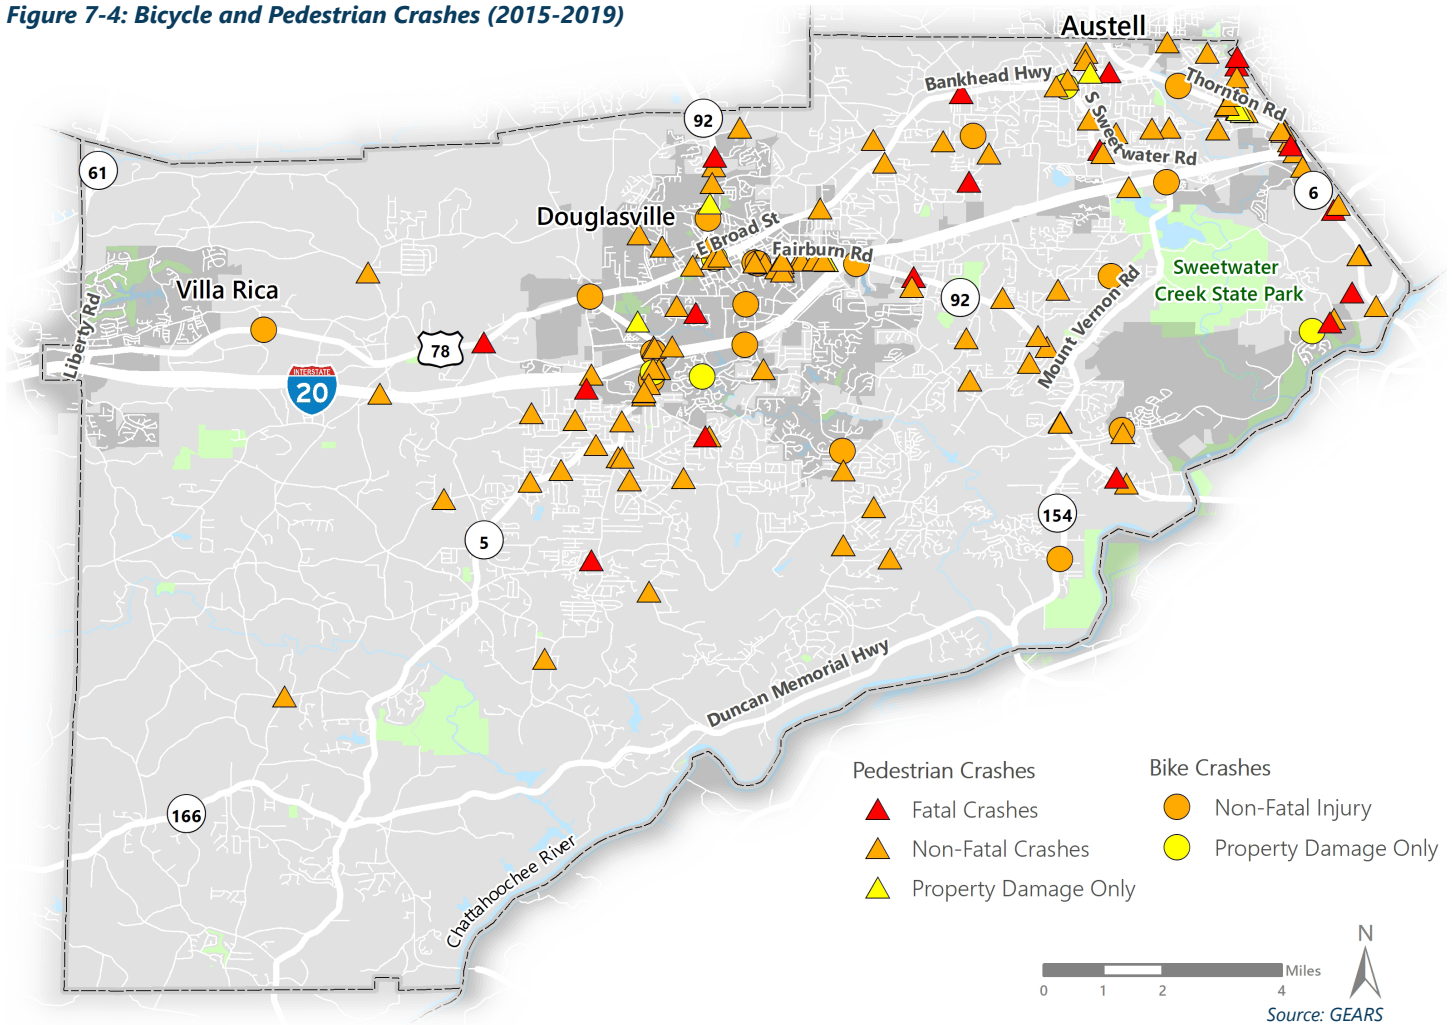 Figure 7-4: Bicycle and Pedestrian Crashes (2015-2019)
Austell
Bankhead Hwy
Thornton Rd
S Sweetwater Rd
92
61
6
Douglasville
E Broad St
Fairburn Rd
Sweetwater
Creek State Park
Villa Rica
Liberty Rd
92
Mount Vernon Rd
78
INTERSTATE
20
154
5
Duncan Memorial Hwy
166
Chattahoochee River
Pedestrian Crashes
Fatal Crashes
Non-Fatal Crashes
Property Damage Only
Bike Crashes
Non-Fatal Injury
Property Damage Only
N
Miles
0 1 2 4
Source: GEARS